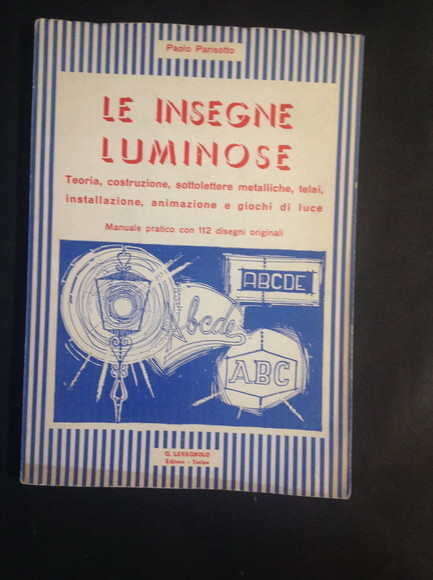 Paolo Parisotto
LE INSEGNE
LUMINOSE
Teoria, costruzione, sottolettere metalliche, telai,
installazione, animazione e giochi di luce
Manuale pratico con 112 disegni originali
Abcde
ABCDE
ABC
G. LAVAGNOLO
Editore - Torino